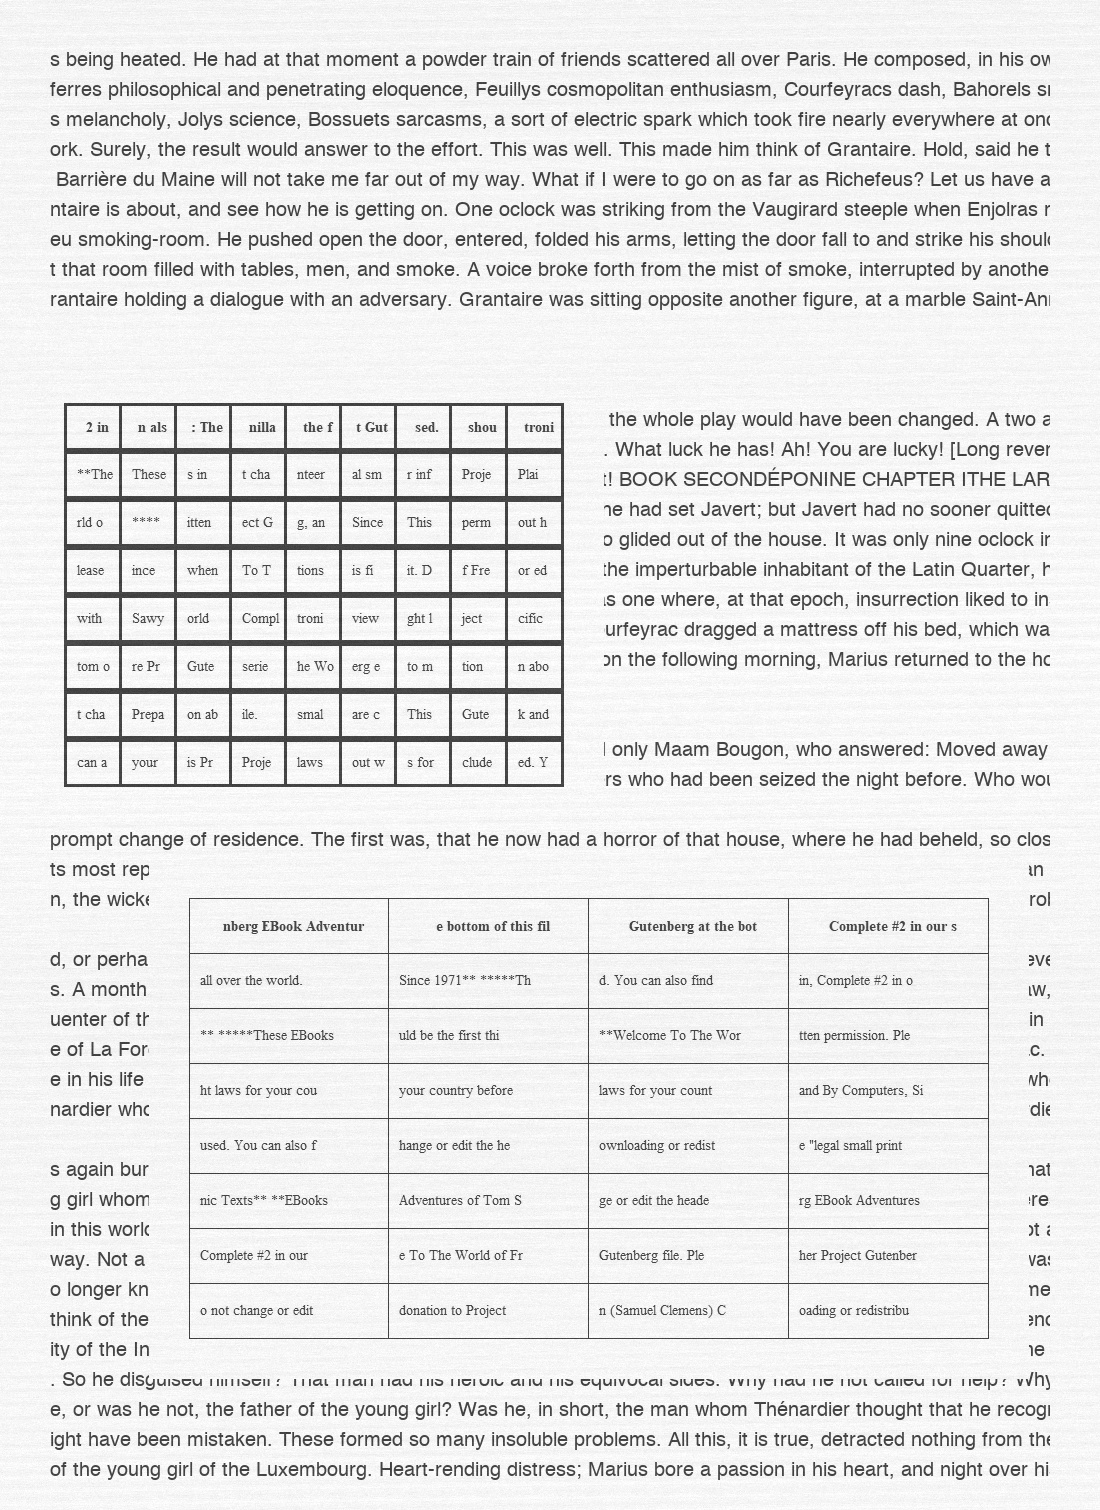 s being heated. He had at that moment a powder train of friends scattered all over Paris. He composed, in his ow
ferres philosophical and penetrating eloquence, Feuillys cosmopolitan enthusiasm, Courfeyracs dash, Bahorels
s melancholy, Jolys science, Bossuets sarcasms, a sort of electric spark which took fire nearly everywhere at
ork. Surely, the result would answer to the effort. This was well. This made him think of Grantaire. Hold, said he t
Barrière du Maine will not take me far out of my way. What if I were to go on as far as Richefeus? Let us have a
ntaire is about, and see how he is getting on. One oclock was striking from the Vaugirard steeple when Enjolras
eu smoking-room. He pushed open the door, entered, folded his arms, letting the door fall to and strike his
t that room filled with tables, men, and smoke. A voice broke forth from the mist of smoke, interrupted by anothe
rantaire holding a dialogue with an adversary. Grantaire was sitting opposite another figure, at a marble
2 in n als : The nilla the f t Gut sed. shou troni
**The These s in t cha nteer al sm r inf Proje Plai
rld o **** itten ect G g, an Since This perm out h
lease ince when To T tions is fi it. D f Fre or ed
with Sawy orld Compl troni view ght l ject cific
tom o re Pr Gute serie he Wo erg e to m tion n abo
t cha Prepa on ab ile. smal are c This Gute k and
can a your is Pr Proje laws out w s for clude ed. Y
the whole play would have been changed. A two a
. What luck he has! Ah! You are lucky! [Long rever
! BOOK SECONDÉPONINE CHAPTER ITHE LAR
he had set Javert; but Javert had no sooner
o glided out of the house. It was only nine oclock in
the imperturbable inhabitant of the Latin Quarter,
s one where, at that epoch, insurrection liked to in
urfeyrac dragged a mattress off his bed, which wa
on the following morning, Marius returned to the
only Maam Bougon, who answered: Moved away
rs who had been seized the night before. Who
prompt change of residence. The first was, that he now had a horror of that house, where he had beheld, so clos
ts most rep an
n, the rol
nberg EBook Adventur e bottom of this fil Gutenberg at the bot Complete #2 in our s
all over the world. Since 1971** *****Th d. You can also find in, Complete #2 in o
** *****These EBooks uld be the first thi **Welcome To The Wor tten permission. Ple
ht laws for your cou your country before laws for your count and By Computers, Si
used. You can also f hange or edit the he ownloading or redist e "legal small print
nic Texts** **EBooks Adventures of Tom S ge or edit the heade rg EBook Adventures
Complete #2 in our e To The World of Fr Gutenberg file. Ple her Project Gutenber
o not change or edit donation to Project n (Samuel Clemens) C oading or redistribu
d, or perha eve
s. A month aw,
uenter of th in
e of La For c.
e in his life
nardier die
s again bur hat
g girl whom ere
in this ot
way. Not a was
o longer kn me
think of the
ity of the In he
. So he disguised himself? That man had his heroic and his equivocal sides. Why had he not called for help? Why
e, or was he not, the father of the young girl? Was he, in short, the man whom Thénardier thought that he
ight have been mistaken. These formed so many insoluble problems. All this, it is true, detracted nothing from the
of the young girl of the Luxembourg. Heart-rending distress; Marius bore a passion in his heart, and night over hi